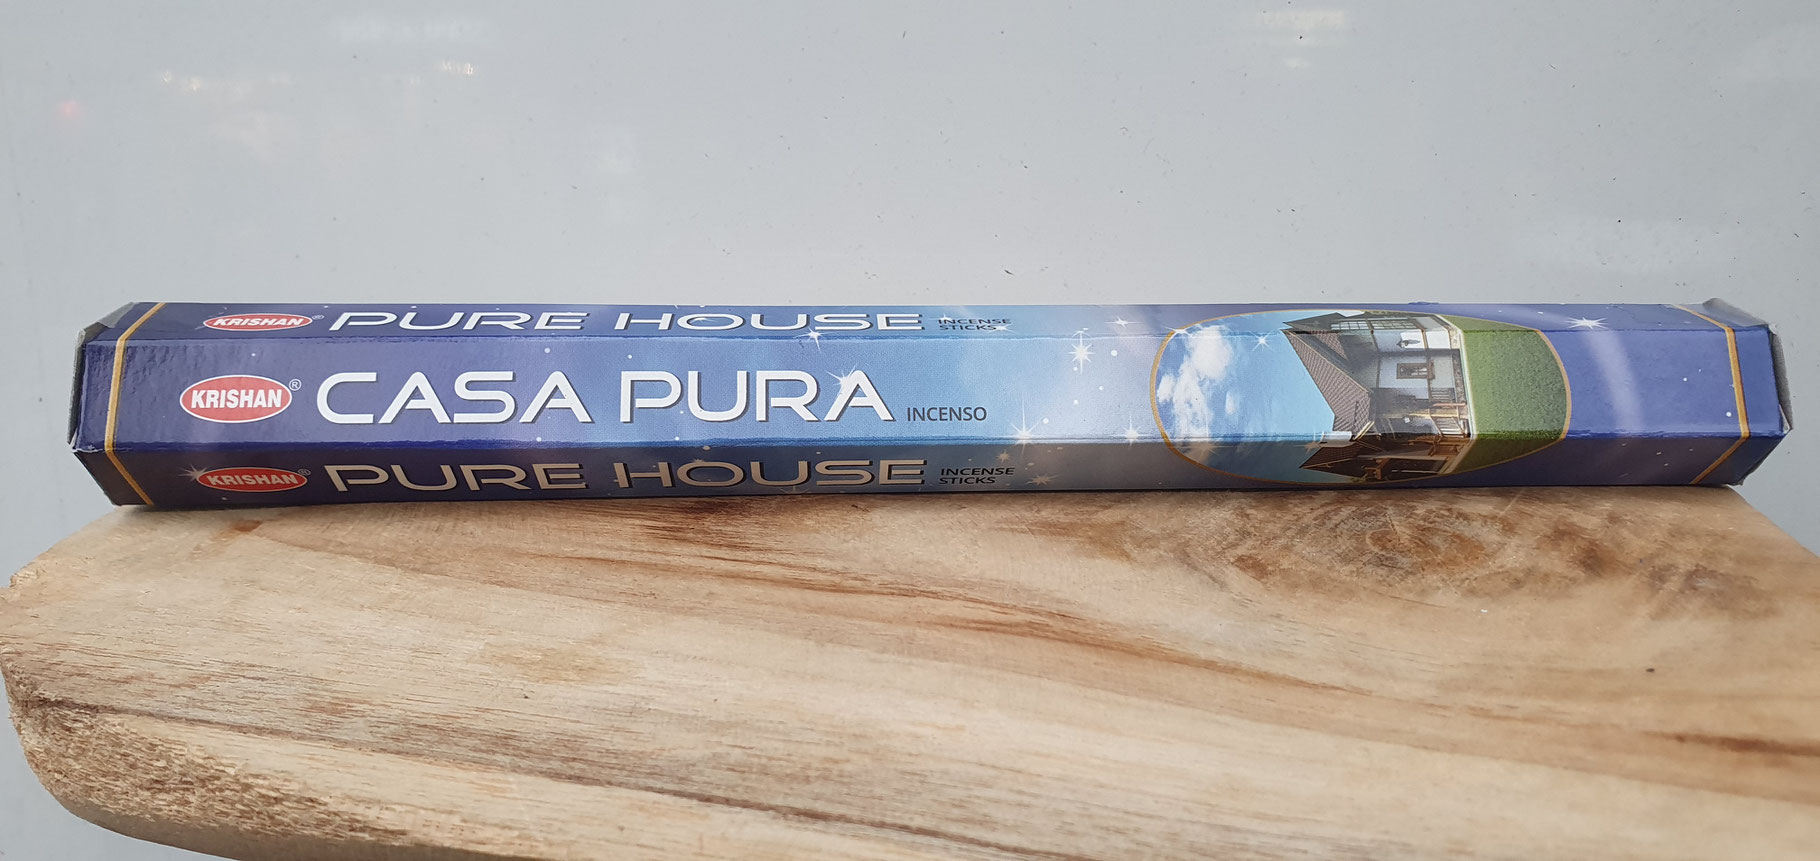 KRISHAN® PURE HOUSE INCENSE
STICKS
KRISHAN® CASA PURA INCENSO
KRISHAN® PURE HOUSE INCENSE
STICKS